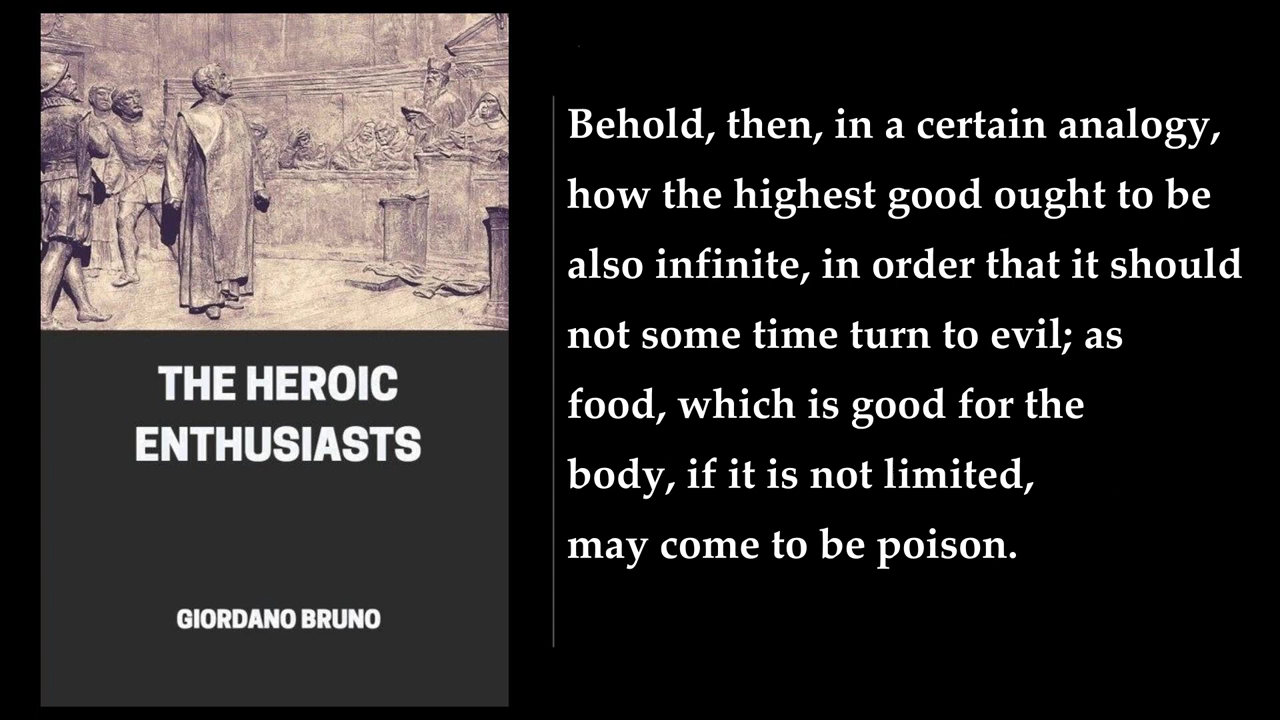 THE HEROIC
ENTHUSIASTS
GIORDANO BRUNO
Behold, then, in a certain analogy,
how the highest good ought to be
also infinite, in order that it should
not some time turn to evil; as
food, which is good for the
body, if it is not limited,
may come to be poison.